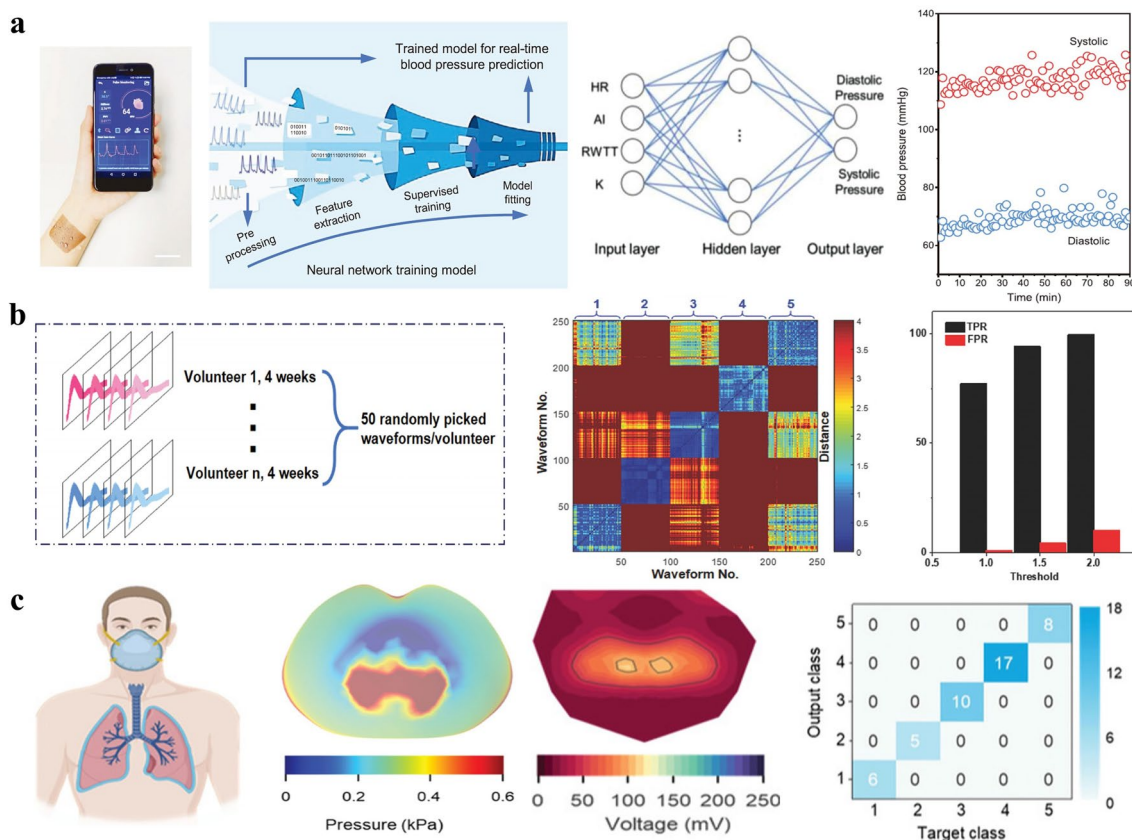 a
64
010011
110010
0101011
001011011100101101001
0010011100110110010
Trained model for real-time
blood pressure prediction
Pre
processing
Feature
extraction
Supervised
training
Model
fitting
Neural network training model
HR
AI
RWTT
K
Diastolic
Pressure
Systolic
Pressure
Input layer
Hidden layer
Output layer
Systolic
Diastolic
Blood pressure (mmHg)
140
120
100
80
60
0 10 20 30 40 50 60 70 80 90
Time (min)
b
Volunteer 1, 4 weeks
Volunteer n, 4 weeks
50 randomly picked
waveforms/volunteer
1 2 3 4 5
Waveform No.
250
200
150
100
50
50 100 150 200 250
Waveform No.
4
3.5
3
2.5
2
1.5
1
0.5
0
Distance
TPR
FPR
100
50
0
0.5 1.0 1.5 2.0
Threshold
c
0 0.2 0.4 0.6
Pressure (kPa)
0 50 100 150 200 250
Voltage (mV)
Output class
5 0 0 0 0 8
4 0 0 0 17 0
3 0 0 10 0 0
2 0 5 0 0 0
1 6 0 0 0 0
1 2 3 4 5
Target class
18
12
6
0